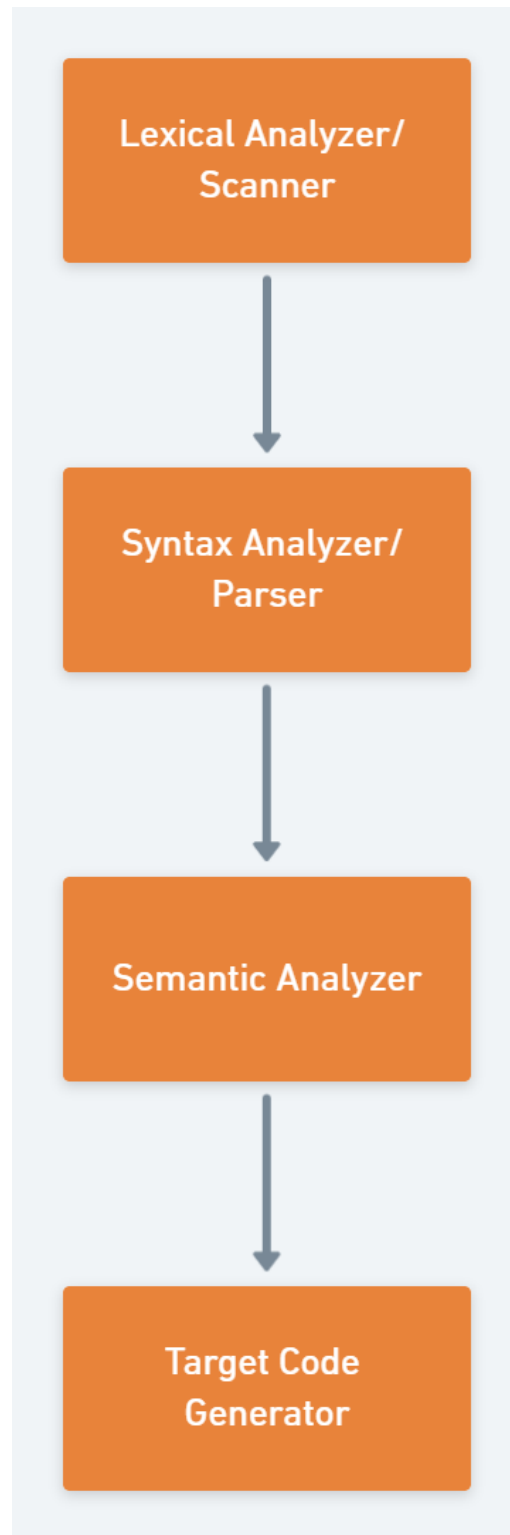 Lexical Analyzer/
Scanner
Syntax Analyzer/
Parser
Semantic Analyzer
Target Code
Generator